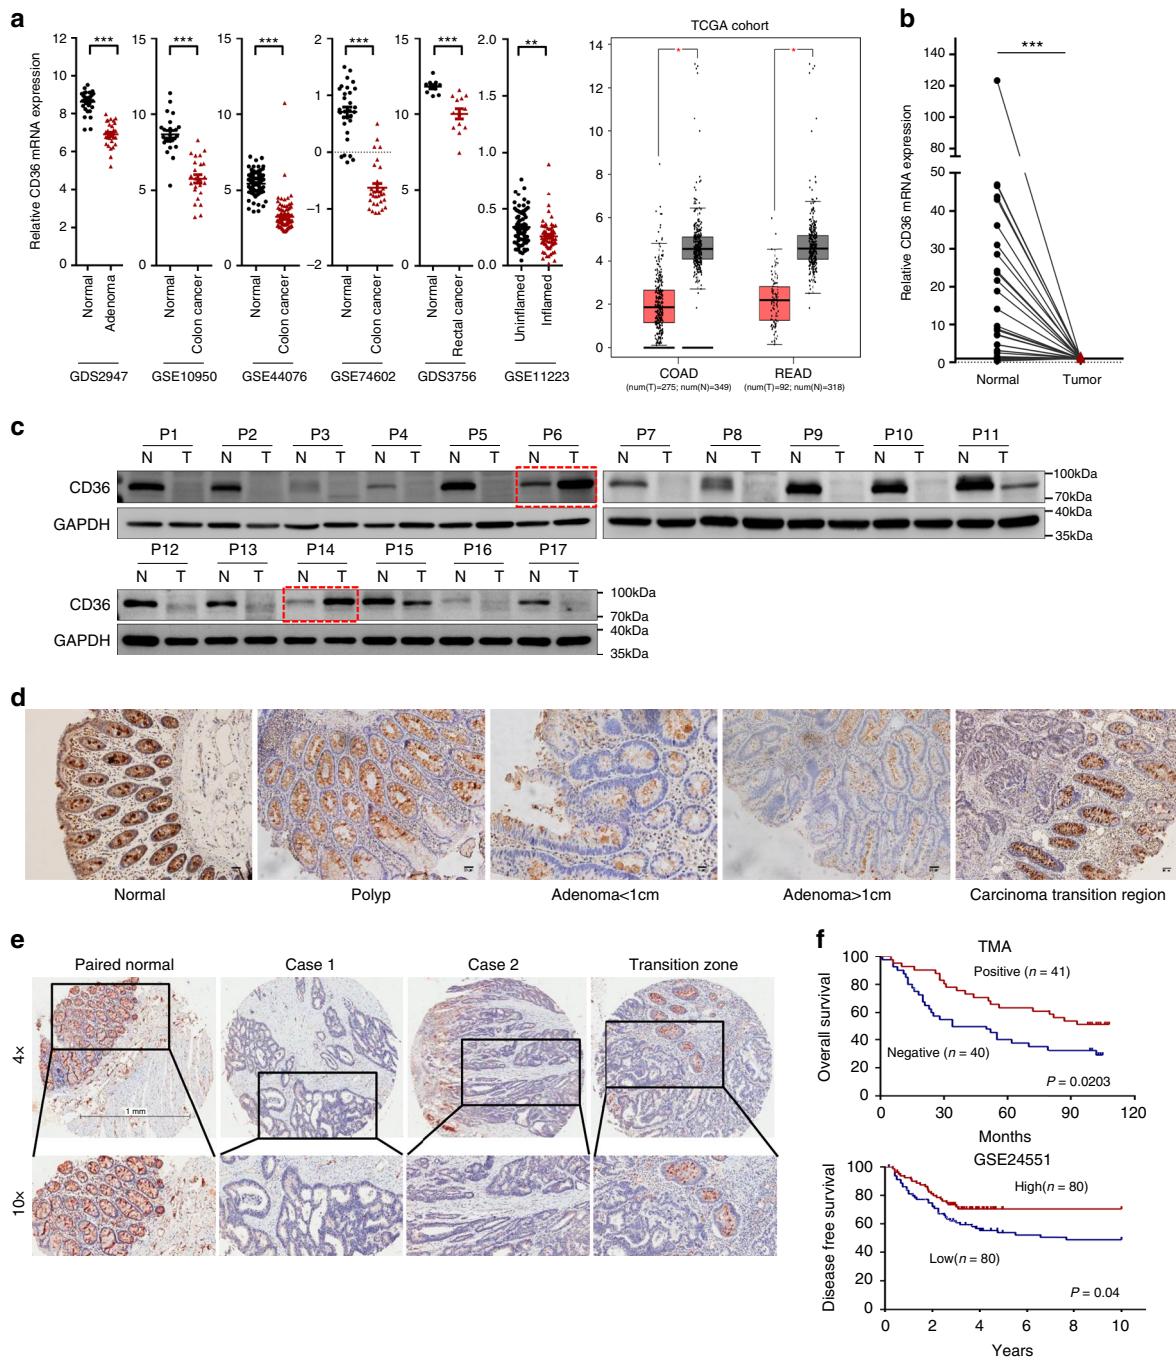 a
Relative CD36 mRNA expression
12
10
8
6
4
2
0
***
Normal
Adenoma
GDS2947
15
10
5
0
***
Normal
Colon cancer
GSE10950
15
10
5
0
***
Normal
Colon cancer
GSE44076
2
1
0
−1
−2
***
Normal
Colon cancer
GSE74602
15
10
5
0
***
Normal
Rectal cancer
GDS3756
2.0
1.5
1.0
0.5
0.0
**
Uninflamed
Inflamed
GSE11223
TCGA cohort
14
12
10
8
6
4
2
0
*
*
COAD
(num(T)=275; num(N)=349)
READ
(num(T)=92; num(N)=318)
b
Relative CD36 mRNA expression
140
120
100
80
50
40
30
20
10
0
***
Normal
Tumor
c
P1 P2 P3 P4 P5 P6 P7 P8 P9 P10 P11
N T N T N T N T N T N T N T N T N T N T N T
CD36
100kDa
70kDa
GAPDH
40kDa
35kDa
P12 P13 P14 P15 P16 P17
N T N T N T N T N T N T
CD36
100kDa
70kDa
GAPDH
40kDa
35kDa
d
Normal
Polyp
Adenoma<1cm
Adenoma>1cm
Carcinoma transition region
e
Paired normal
Case 1
Case 2
Transition zone
4×
1 mm
10×
f
TMA
Overall survival
100
80
60
40
20
0
Positive (n = 41)
Negative (n = 40)
P = 0.0203
0 30 60 90 120
Months
GSE24551
Disease free survival
100
80
60
40
20
0
High(n = 80)
Low(n = 80)
P = 0.04
0 2 4 6 8 10
Years